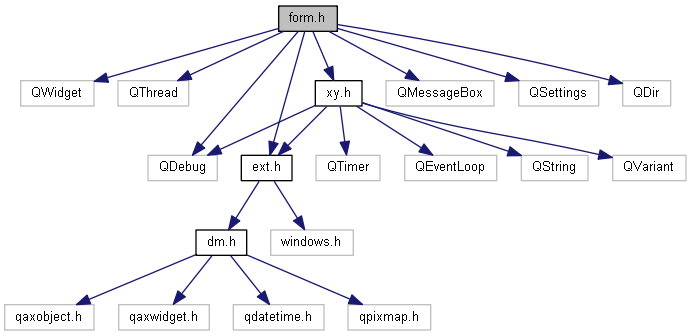 form.h
QWidget
QThread
xy.h
QMessageBox
QSettings
QDir
QDebug
ext.h
QTimer
QEventLoop
QString
QVariant
dm.h
windows.h
qaxobject.h
qaxwidget.h
qdatetime.h
qpixmap.h